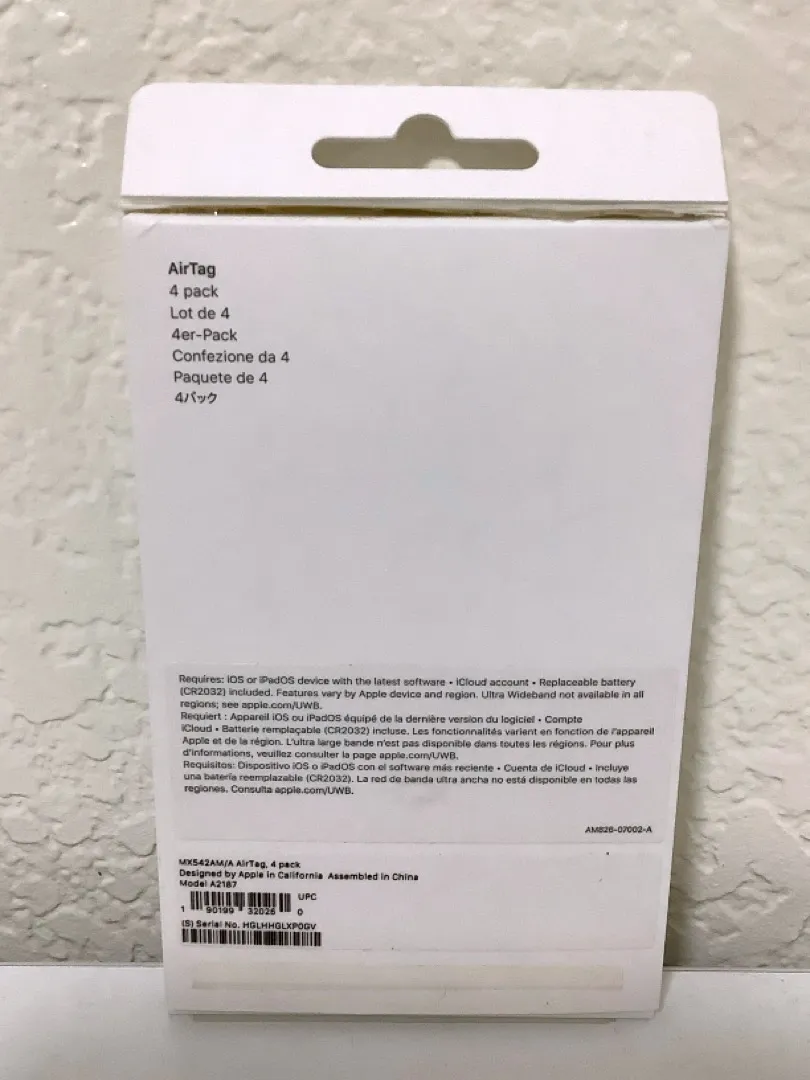 AirTag
4 pack
Lot de 4
4er-Pack
Confezione da 4
Paquete de 4
4パック
Requires: iOS or iPadOS device with the latest software • iCloud account • Replaceable battery
(CR2032) included. Features vary by Apple device and region. Ultra Wideband not available in all
regions; see apple.com/UWB.
Requiert : Appareil iOS ou iPadOS équipé de la dernière version du logiciel • Compte
iCloud • Batterie remplaçable (CR2032) incluse. Les fonctionnalités varient en fonction de l'appareil
Apple et de la région. L'ultra large bande n'est pas disponible dans toutes les régions. Pour plus
d'informations, veuillez consulter la page apple.com/UWB.
Requisitos: Dispositivo iOS o iPadOS con el software más reciente • Cuenta de iCloud • Incluye
una batería reemplazable (CR2032). La red de banda ultra ancha no está disponible en todas las
regiones. Consulta apple.com/UWB.
AM826-07002-A
MX542AM/A AirTag, 4 pack
Designed by Apple in California Assembled in China
Model A2187
UPC
1 90199 32026 0
(S) Serial No. HGLHHGLXP0GV